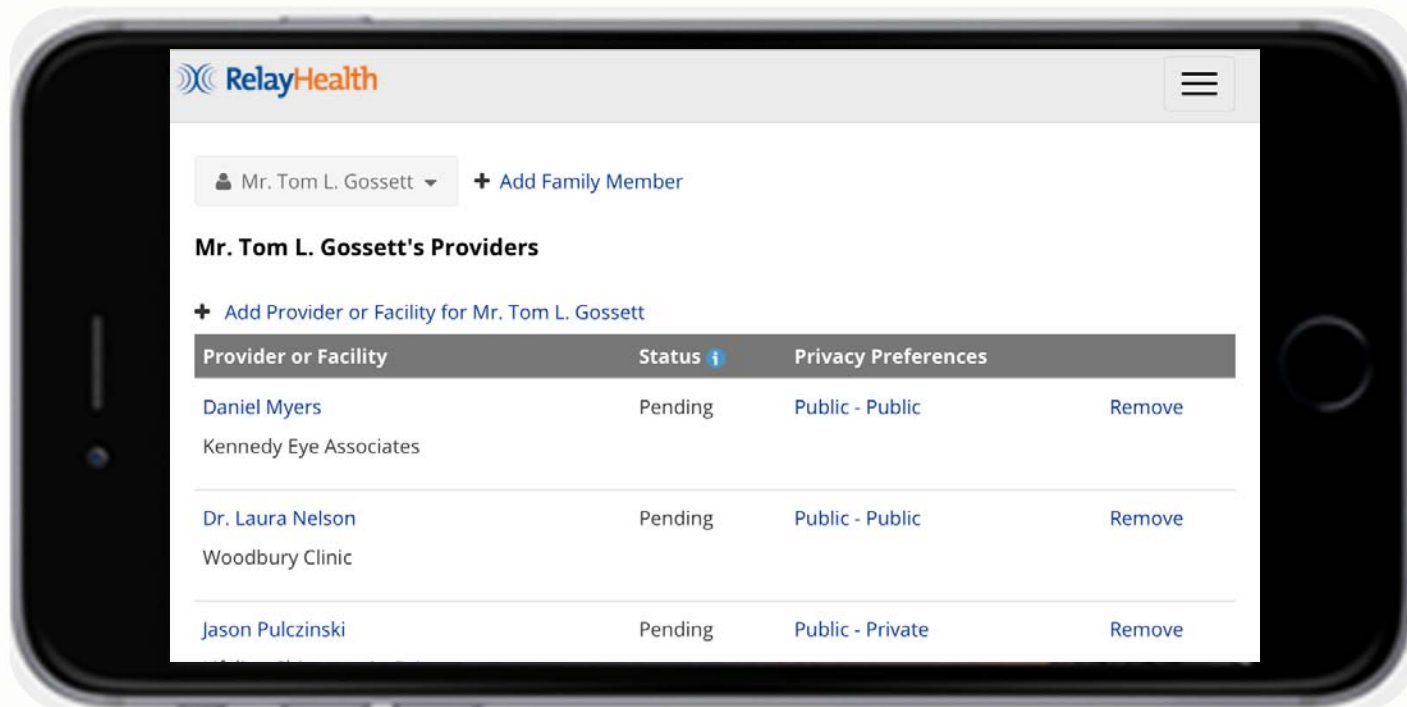 RelayHealth
Mr. Tom L. Gossett + Add Family Member
Mr. Tom L. Gossett's Providers
+ Add Provider or Facility for Mr. Tom L. Gossett
Provider or Facility Status i Privacy Preferences
Daniel Myers Pending Public - Public Remove
Kennedy Eye Associates
Dr. Laura Nelson Pending Public - Public Remove
Woodbury Clinic
Jason Pulczinski Pending Public - Private Remove